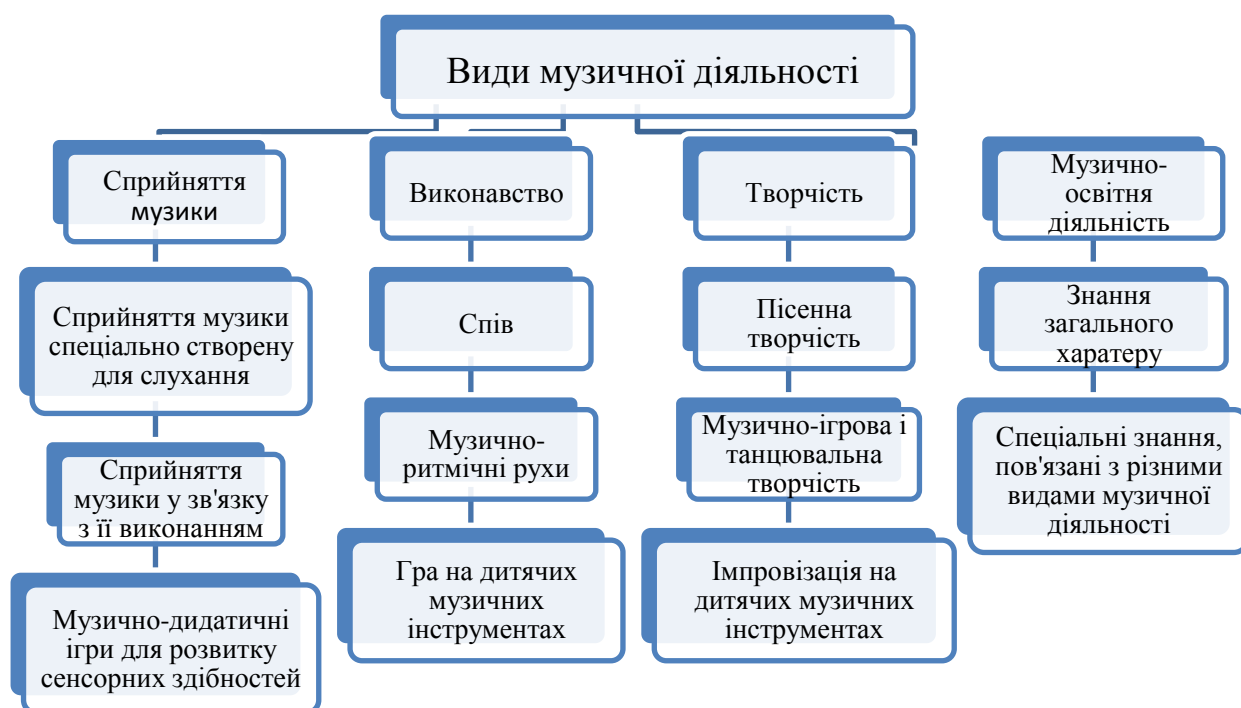 Види музичної діяльності
Сприйняття
музики
Сприйняття музики
спеціально створену
для слухання
Сприйняття
музики у зв'язку
з її виконанням
Музично-дидатичні
ігри для розвитку
сенсорних здібностей
Виконавство
Спів
Музично-
ритмічні рухи
Гра на дитячих
музичних
інструментах
Творчість
Пісенна
творчість
Музично-ігрова і
танцювальна
творчість
Імпровізація на
дитячих музичних
інструментах
Музично-
освітня
діяльність
Знання
загального
харатеру
Спеціальні знання,
пов'язані з різними
видами музичної
діяльності